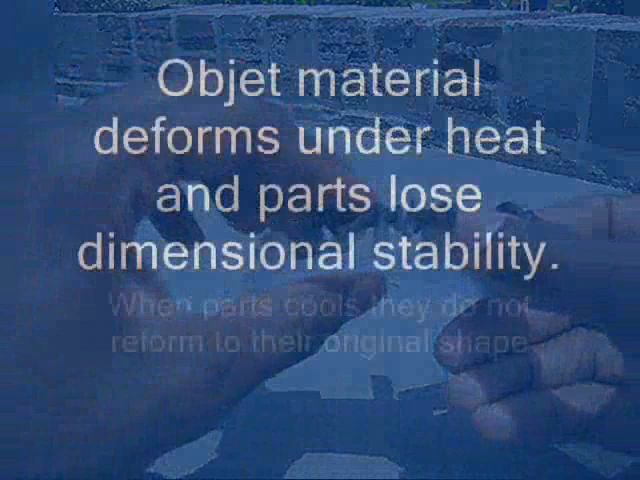 Objet material
deforms under heat
and parts lose
dimensional stability.
When parts cools they do not
reform to their original shape